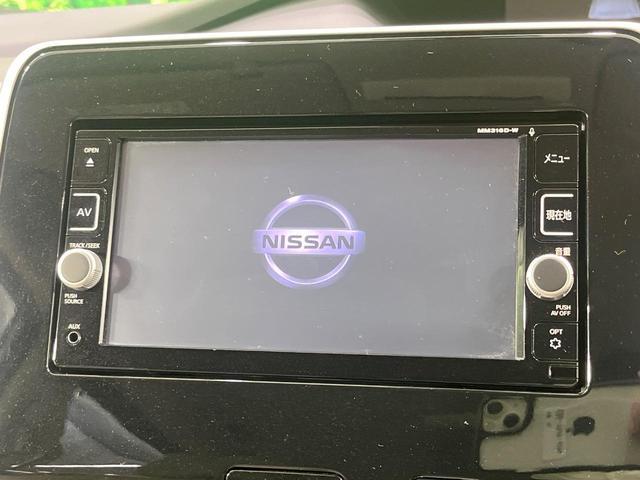 MM316D-W
OPEN
メニュー
AV
現在地
NISSAN
TRACK/SEEK
音量
PUSH
SOURCE
PUSH
AV OFF
AUX
OPT